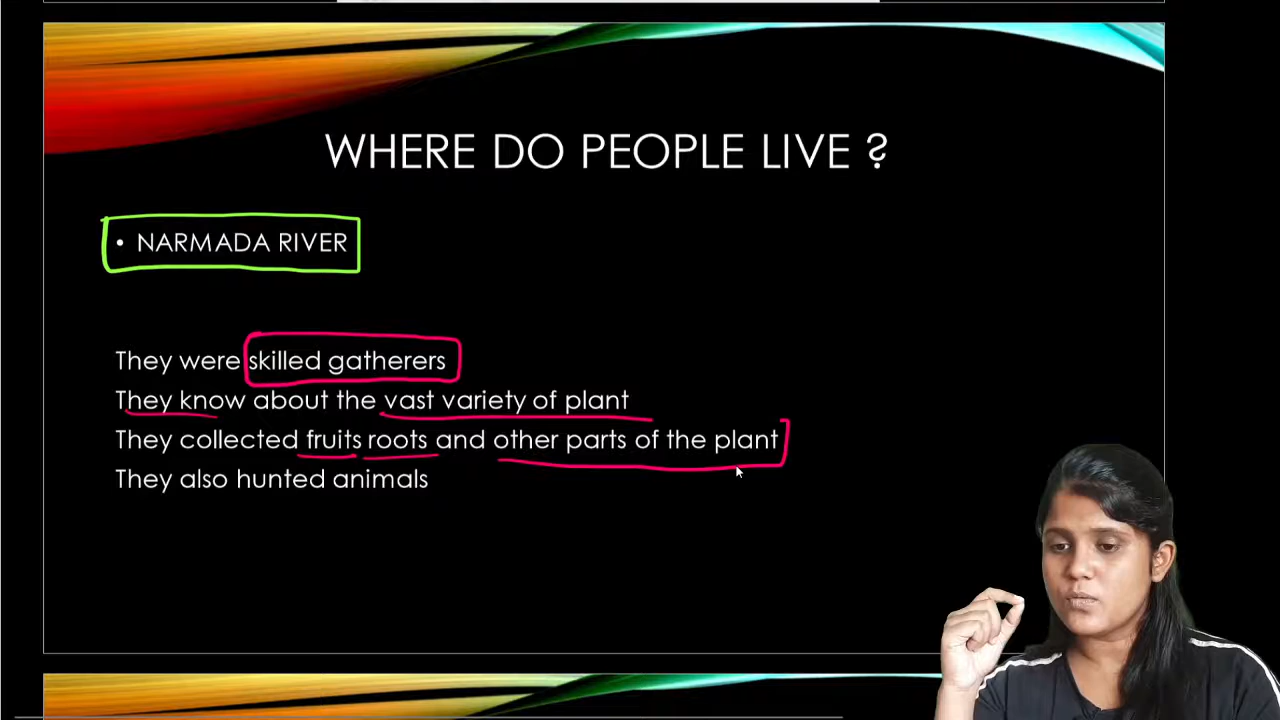 WHERE DO PEOPLE LIVE ?
• NARMADA RIVER
They were skilled gatherers
They know about the vast variety of plant
They collected fruits roots and other parts of the plant
They also hunted animals